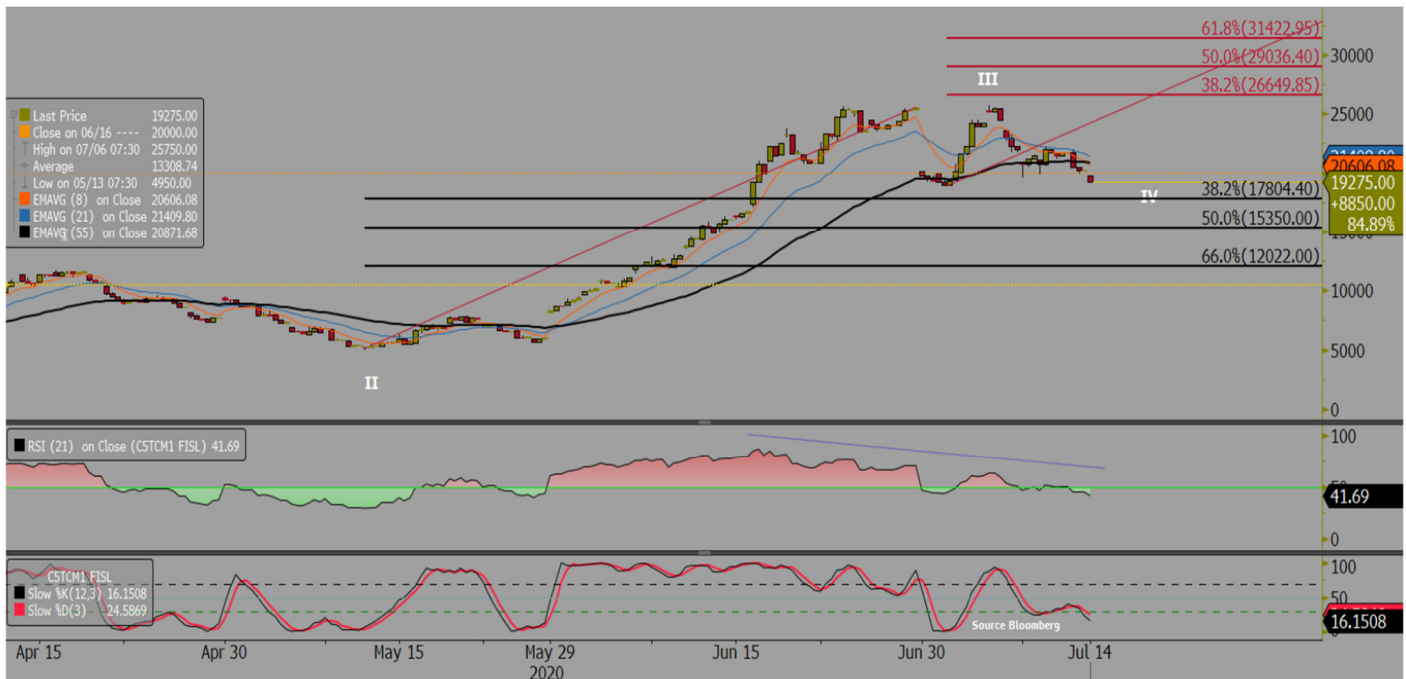 61.8%(31422.95)
50.0%(29036.40)
38.2%(26649.85)
III
30000
25000
Last Price 19275.00
Close on 06/16 ---- 20000.00
High on 07/06 07:30 25750.00
Average 13308.74
Low on 05/13 07:30 4950.00
EMAVG (8) on Close 20606.08
EMAVG (21) on Close 21409.80
EMAVG (55) on Close 20871.68
21409.80
20606.08
19275.00
+8850.00
84.89%
38.2%(17804.40)
IV
50.0%(15350.00)
15000
66.0%(12022.00)
10000
5000
0
II
RSI (21) on Close (C5TCM1 FISL) 41.69
100
50
41.69
0
C5TCM1 FISL
Slow %K(12,3) 16.1508
Slow %D(3) 24.5869
100
50
16.1508
Source Bloomberg
Apr 15 Apr 30 May 15 May 29 Jun 15 Jun 30 Jul 14
2020